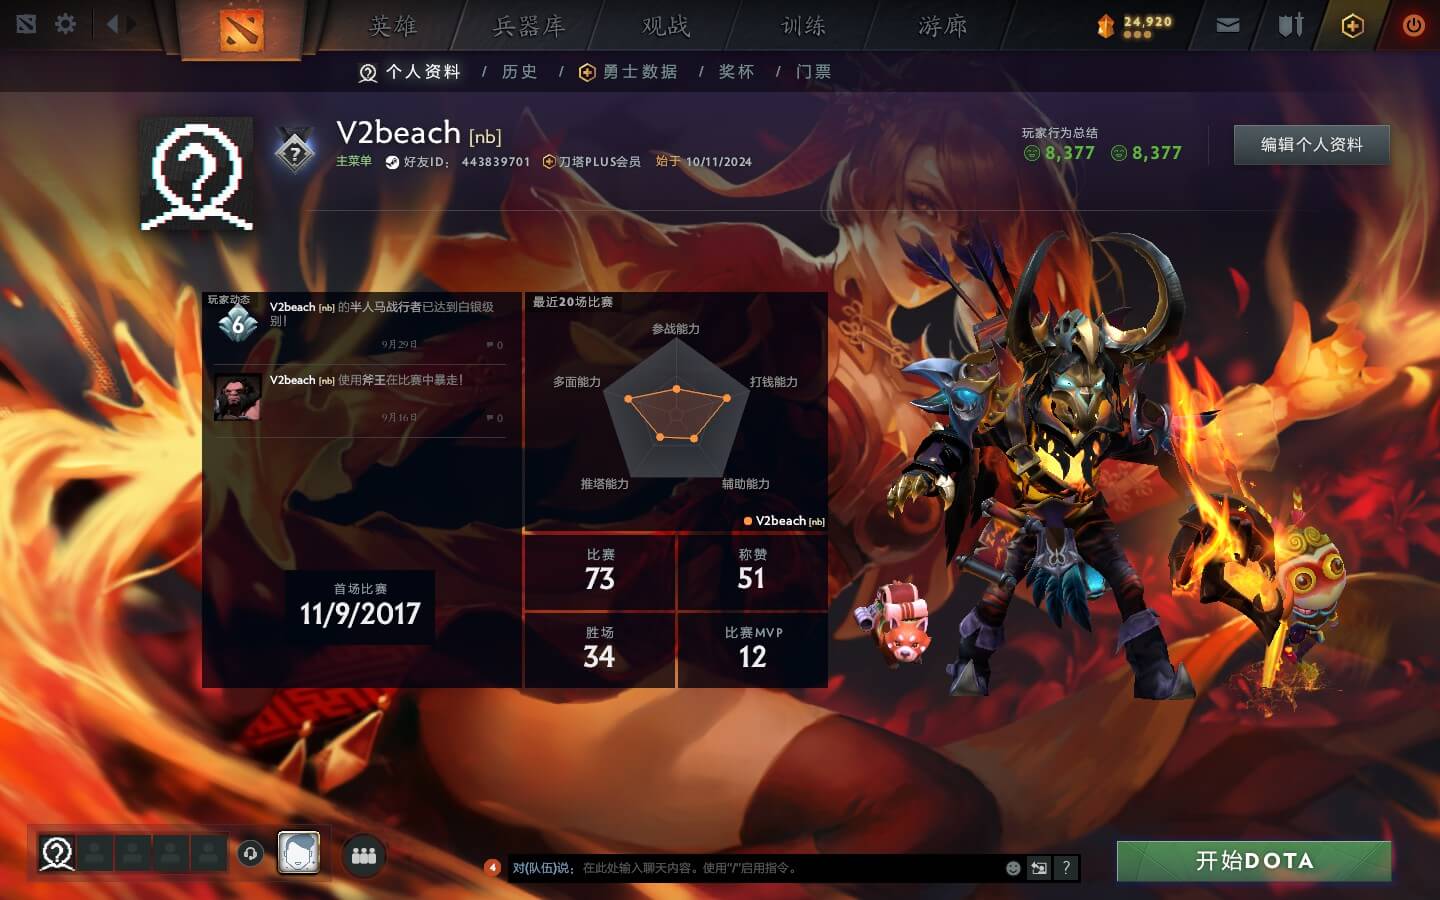 英雄 兵器库 观战 训练 游廊
24,920
个人资料 / 历史 / 勇士数据 / 奖杯 / 门票
V2beach [nb]
主菜单 好友ID： 443839701 刀塔PLUS会员 始于 10/11/2024
玩家行为总结
8,377 8,377
编辑个人资料
玩家动态
6
V2beach [nb] 的半人马战行者已达到白银级
别！
9月29日 0
V2beach [nb] 使用斧王在比赛中暴走！
9月16日 0
首场比赛
11/9/2017
最近20场比赛
参战能力
多面能力 打钱能力
推塔能力 辅助能力
V2beach [nb]
比赛 称赞
73 51
胜场 比赛MVP
34 12
4 对(队伍)说： 在此处输入聊天内容。使用“/”启用指令。 ?
开始DOTA